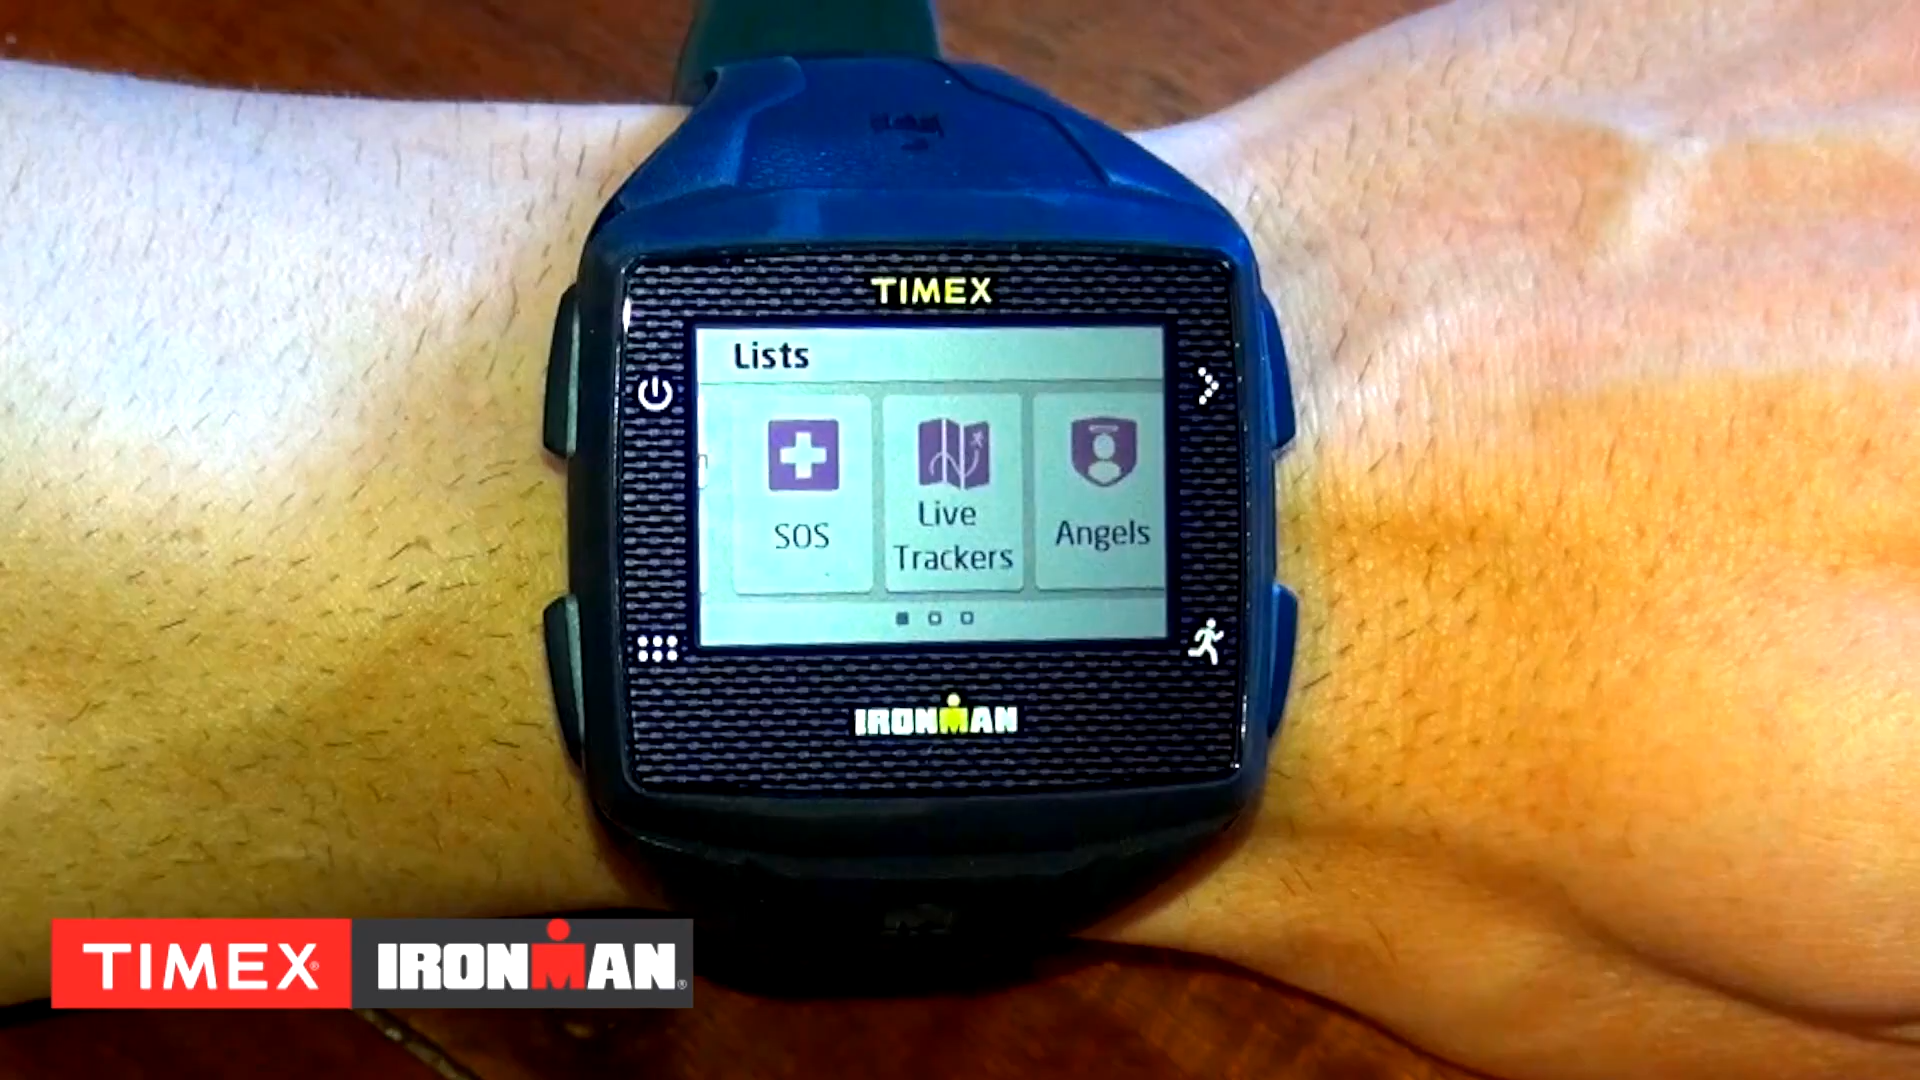 TIMEX
Lists
SOS
Live
Trackers
Angels
IRONMAN
TIMEX® IRONMAN®